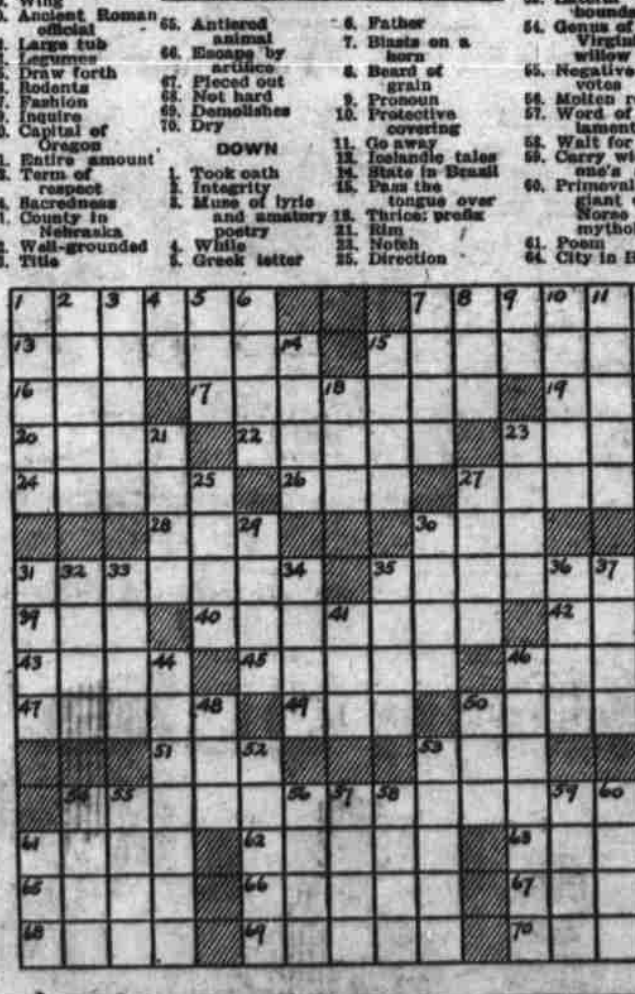 Wing
Ancient Roman
official
Large tub
Legumes
Draw forth
Rodents
Fashion
Inquire
Capital of
Oregon
Entire amount
Term of
respect
Sacredness
County in
Nebraska
Well-grounded
Title
65. Antlered
animal
66. Escape by
artifice
67. Pieced out
68. Not hard
69. Demolishes
70. Dry
DOWN
1. Took oath
2. Integrity
3. Muse of lyric
and amatory
poetry
4. While
5. Greek letter
6. Father
7. Blasts on a
horn
8. Beard of
grain
9. Pronoun
10. Protective
covering
11. Go away
12. Icelandic tales
14. State in Brazil
15. Pass the
tongue over
18. Thrice: prefix
21. Rim
23. Notch
25. Direction
bounds
54. Genus of
Virginia
willow
55. Negative
votes
56. Molten
57. Word of
lament
58. Wait for
59. Carry
one's
60. Primeval
giant
Norse
mythol
61. Poem
64. City in
1 2 3 4 5 6 7 8 9 10 11
13 14 15
16 17 18 19
20 21 22 23
24 25 26 27
28 29 30
31 32 33 34 35 36 37
39 40 41 42
43 44 45 46
47 48 49 50
51 52 53
54 55 56 57 58 59 60
61 62 63
65 66 67
68 69 70